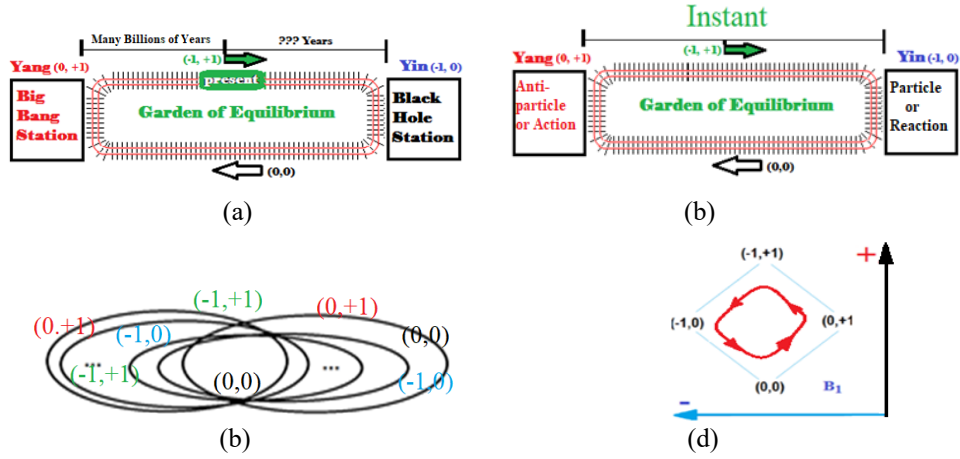 Many Billions of Years
??? Years
(-1, +1)
Yang (0, +1)
Yin (-1, 0)
Big
Bang
Station
present
Garden of Equilibrium
Black
Hole
Station
(0,0)
(a)
Instant
(-1, +1)
Yang (0, +1)
Yin (-1, 0)
Anti-
particle
or Action
Garden of Equilibrium
Particle
or
Reaction
(0,0)
(b)
(-1,+1)
(0.+1)
(0,+1)
(-1,0)
(0,0)
...
...
(-1,+1)
(0,0)
(-1,0)
(b)
(-1,+1)
+
(-1,0)
(0,+1
(0,0)
B1
-
(d)